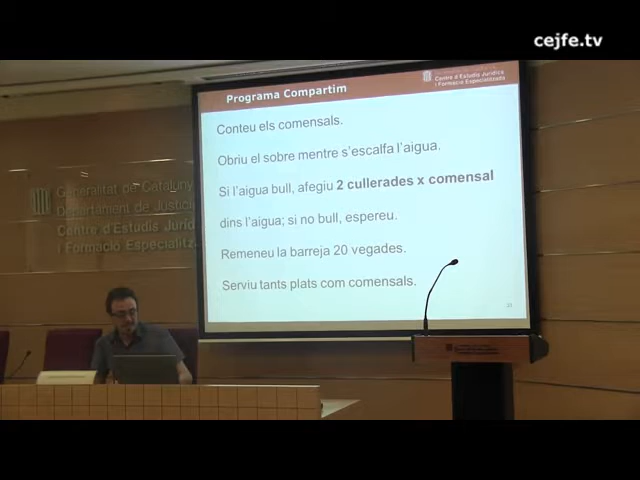 cejfe.tv
Programa Compartim
Centre d'Estudis Jurídics
i Formació Especialitzada
Conteu els comensals.
Obriu el sobre mentre s'escalfa l'aigua.
Si l'aigua bull, afegiu 2 cullerades x comensal
dins l'aigua; si no bull, espereu.
Remeneu la barreja 20 vegades.
Serviu tants plats com comensals.
Generalitat de Catalunya
Departament de Justícia
Centre d'Estudis Jurídi
i Formació Especialitz